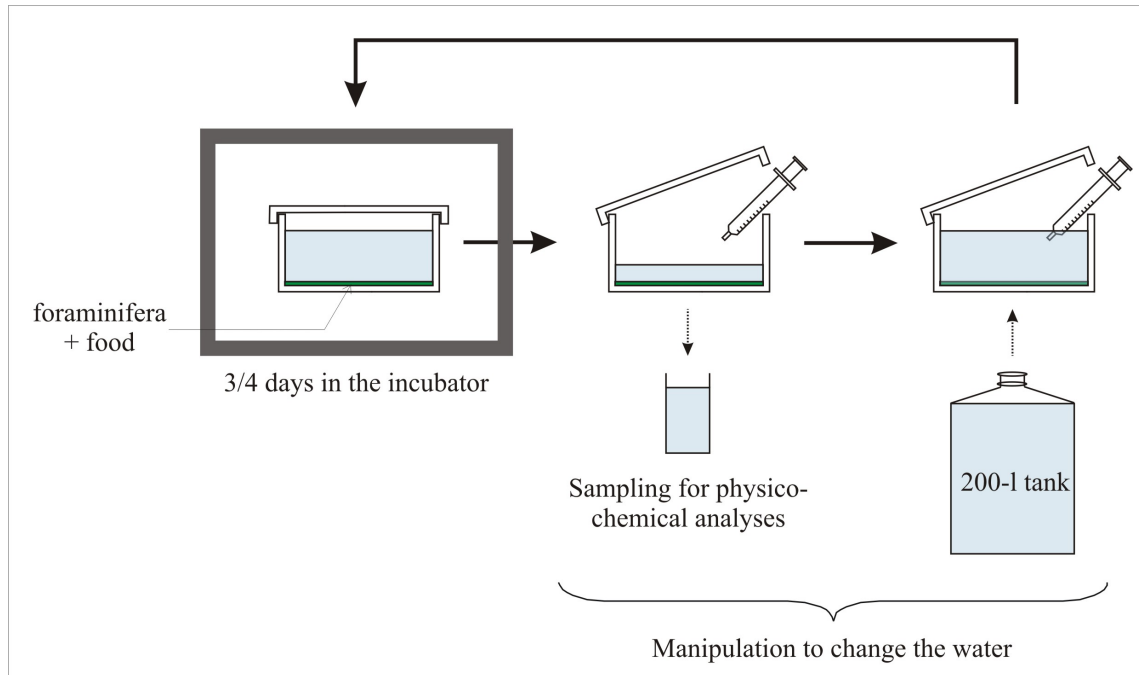 foraminifera
+ food
3/4 days in the incubator
Sampling for physico-
chemical analyses
200-l tank
Manipulation to change the water